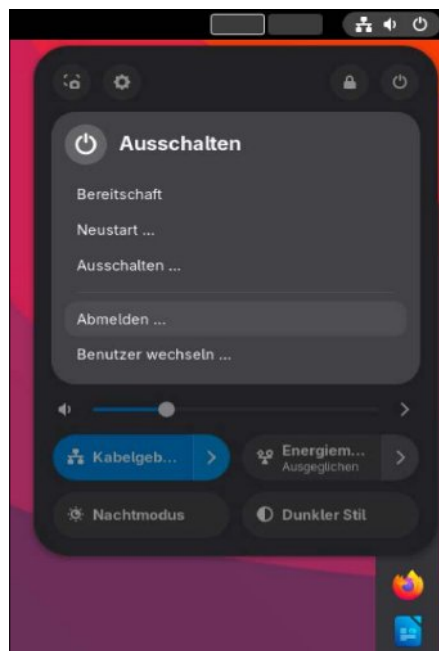 Ausschalten
Bereitschaft
Neustart ...
Ausschalten ...
Abmelden ...
Benutzer wechseln ...
Kabelgeb...
Energiem...
Ausgeglichen
Nachtmodus
Dunkler Stil